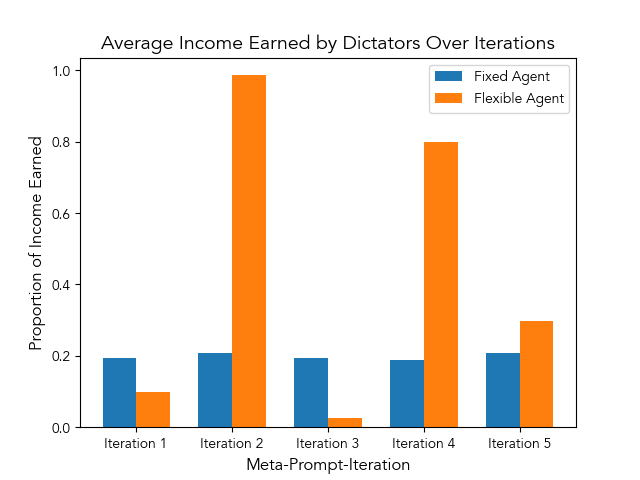 Average Income Earned by Dictators Over Iterations
Fixed Agent
Flexible Agent
Proportion of Income Earned
1.0
0.8
0.6
0.4
0.2
0.0
Iteration 1
Iteration 2
Iteration 3
Iteration 4
Iteration 5
Meta-Prompt-Iteration